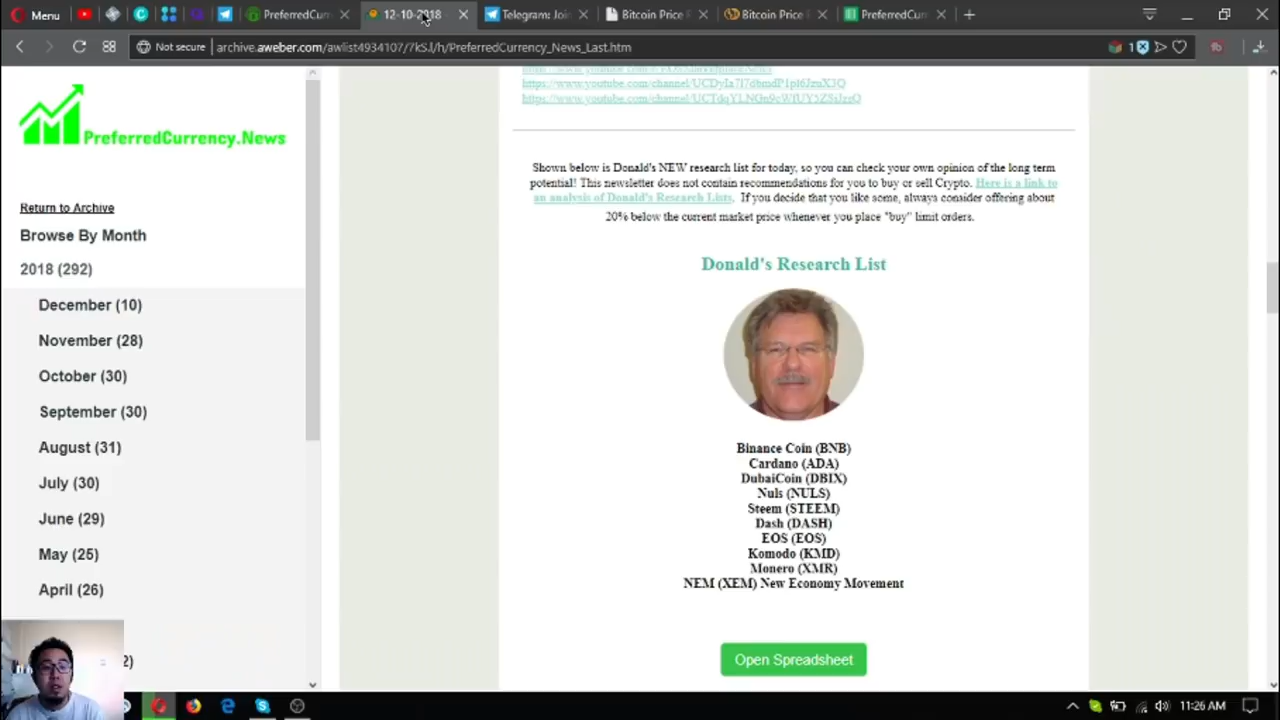 Menu
PreferredCurr
12-10-2018
Telegram: Joi
Bitcoin Price
Bitcoin Price
PreferredCurr
Not secure
archive.aweber.com/awlist4934107/7kS.l/h/PreferredCurrency_News_Last.htm
1
PreferredCurrency.News
Return to Archive
Browse By Month
2018 (292)
December (10)
November (28)
October (30)
September (30)
August (31)
July (30)
June (29)
May (25)
April (26)
2)
Shown below is Donald's NEW research list for today, so you can check your own opinion of the long term
potential! This newsletter does not contain recommendations for you to buy or sell Crypto. Here is a link to
an analysis of Donald's Research Lists. If you decide that you like some, always consider offering about
20% below the current market price whenever you place "buy" limit orders.
Donald's Research List
Binance Coin (BNB)
Cardano (ADA)
DubaiCoin (DBIX)
Nuls (NULS)
Steem (STEEM)
Dash (DASH)
EOS (EOS)
Komodo (KMD)
Monero (XMR)
NEM (XEM) New Economy Movement
Open Spreadsheet
11:26 AM